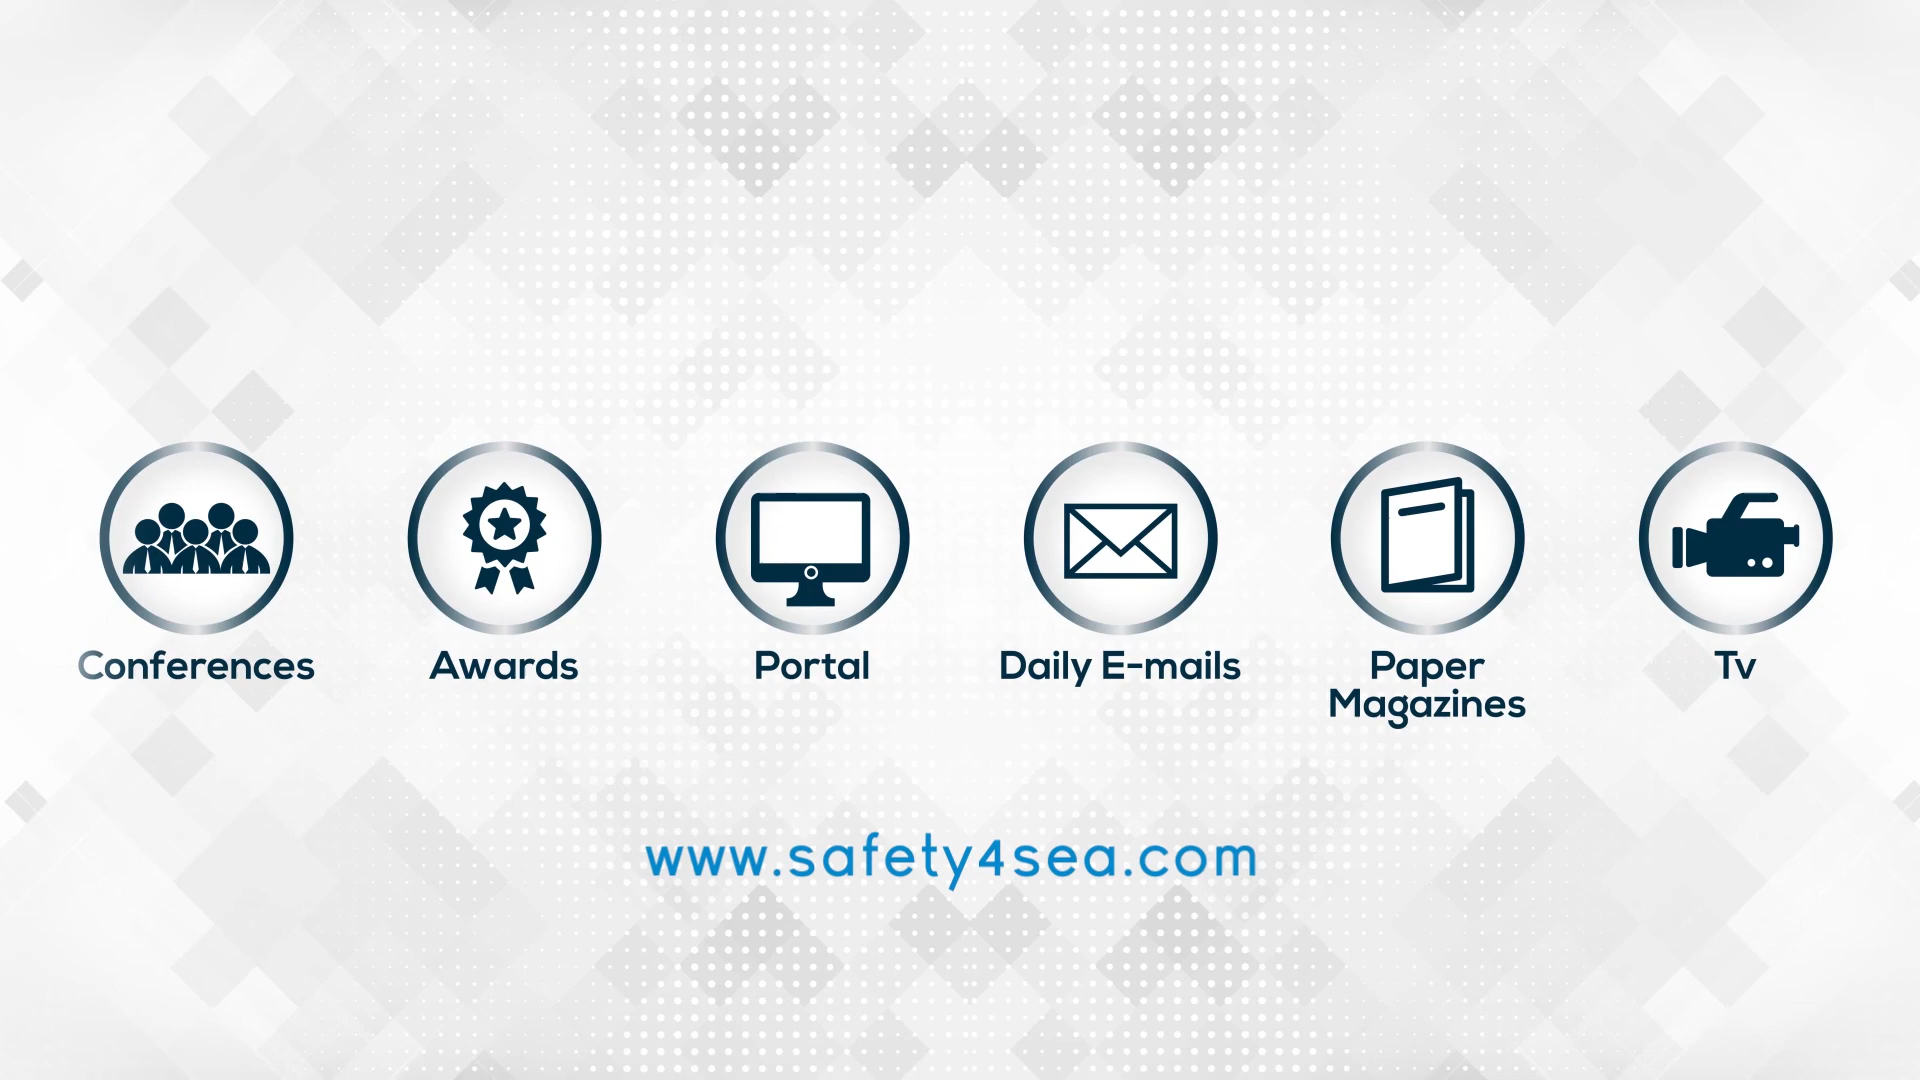 Conferences
Awards
Portal
Daily E-mails
Paper
Magazines
Tv
www.safety4sea.com